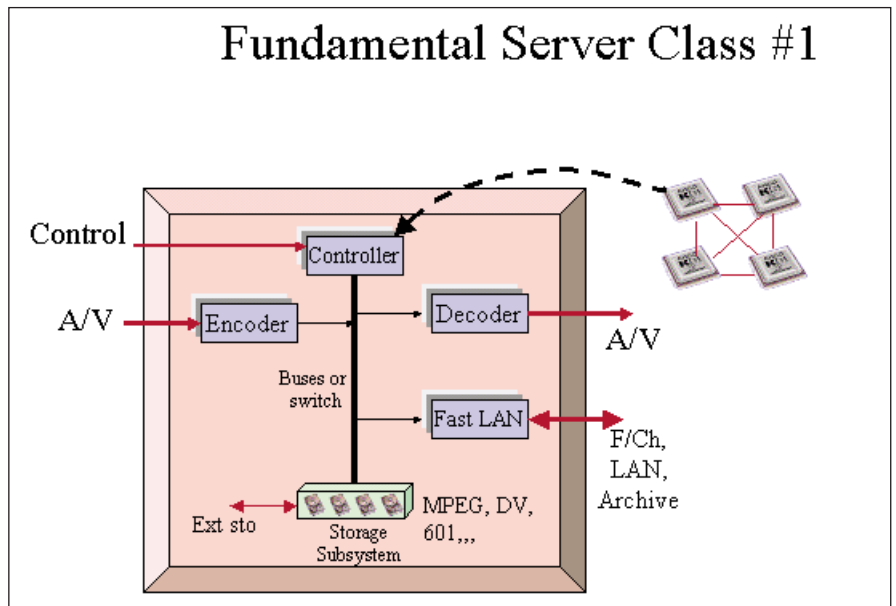 Fundamental Server Class #1
Control
Controller
A/V
Encoder
Decoder
A/V
Buses or
switch
Fast LAN
F/Ch,
LAN,
Archive
Ext sto
MPEG, DV,
601,,,
Storage
Subsystem